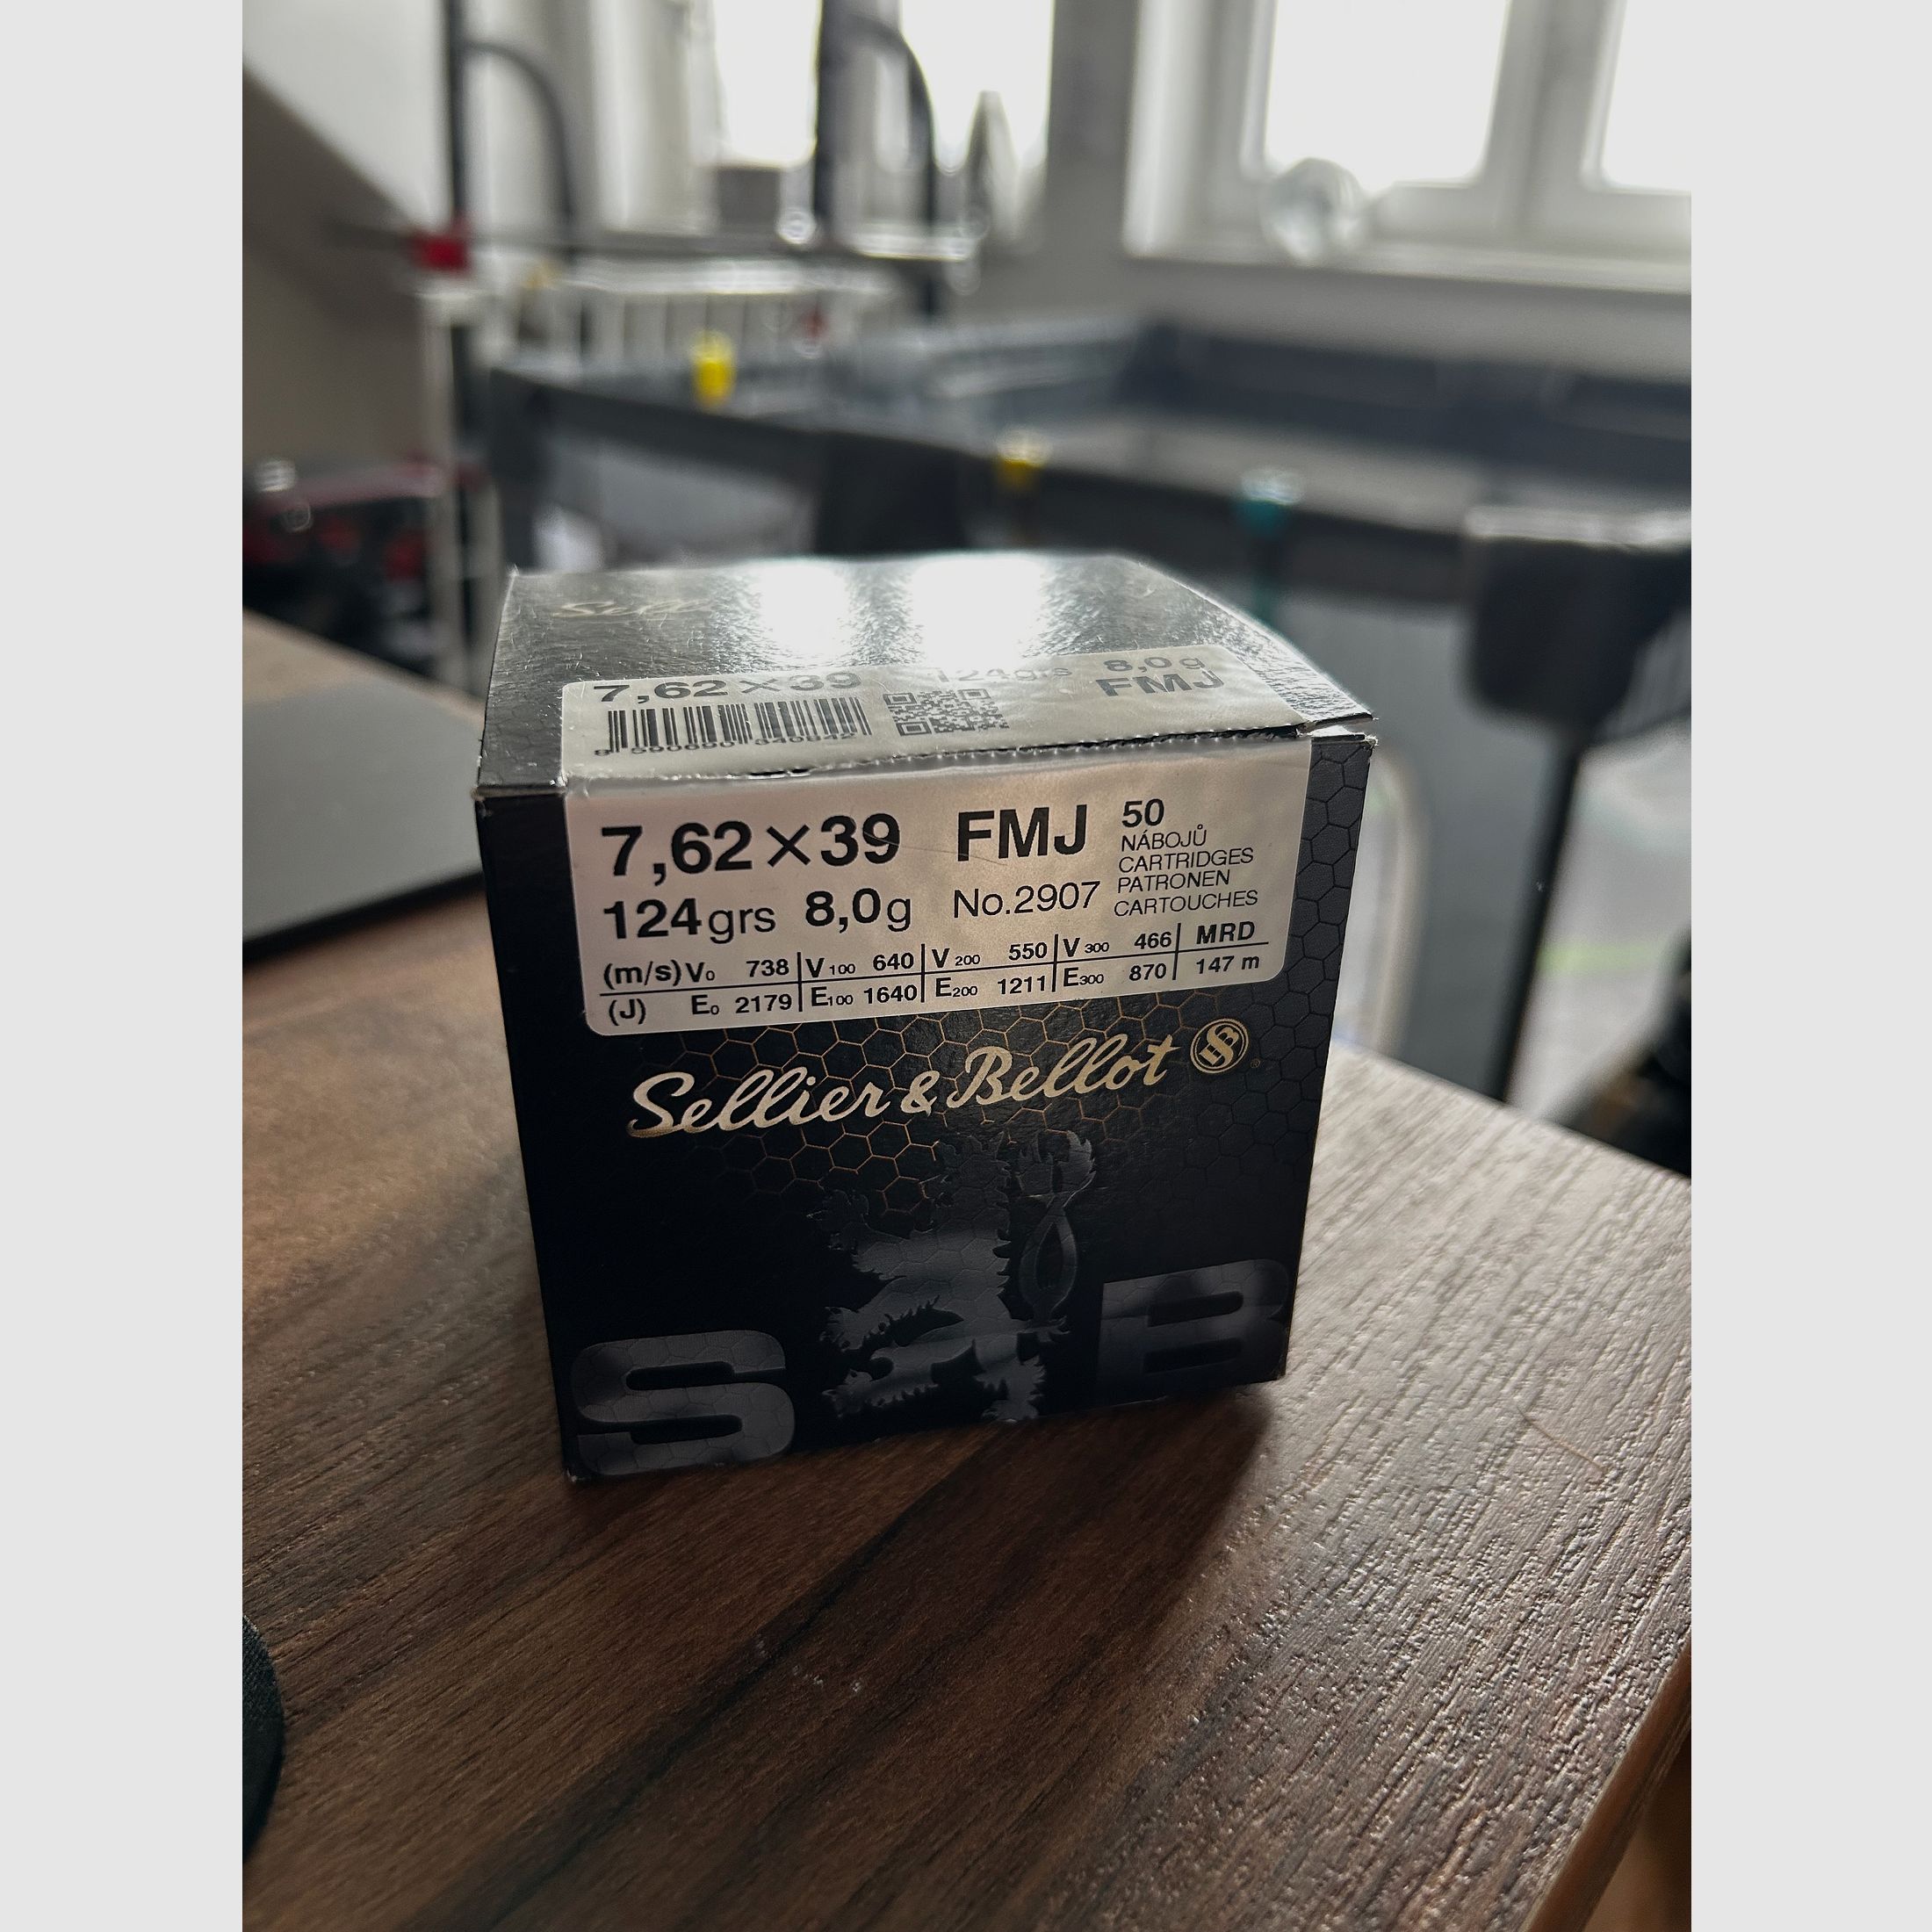 Sell
7,62×39 124grs 8,0g
FMJ
7,62×39 FMJ 50
NÁBOJŮ
CARTRIDGES
PATRONEN
CARTOUCHES
124grs 8,0g No.2907
(m/s) V0 738 V100 640 V200 550 V300 466 MRD
(J) E0 2179 E100 1640 E200 1211 E300 870 147 m
Sellier & Bellot SB
S B